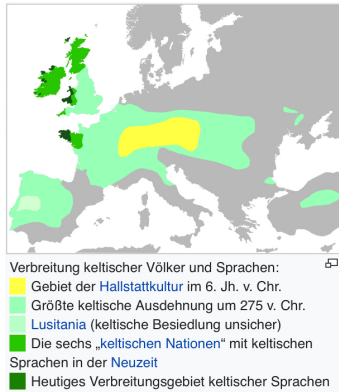 Verbreitung keltischer Völker und Sprachen:
Gebiet der Hallstattkultur im 6. Jh. v. Chr.
Größte keltische Ausdehnung um 275 v. Chr.
Lusitania (keltische Besiedlung unsicher)
Die sechs „keltischen Nationen“ mit keltischen
Sprachen in der Neuzeit
Heutiges Verbreitungsgebiet keltischer Sprachen